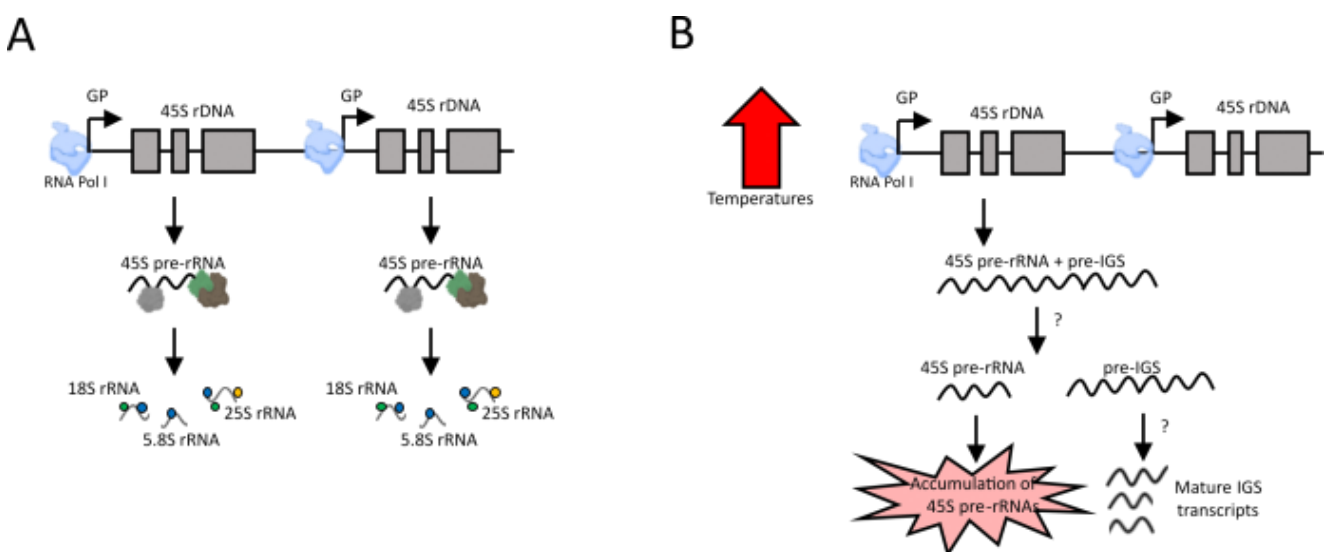 A
GP
45S rDNA
GP
45S rDNA
RNA Pol I
45S pre-rRNA
45S pre-rRNA
18S rRNA
25S rRNA
5.8S rRNA
18S rRNA
25S rRNA
5.8S rRNA
B
Temperatures
GP
45S rDNA
GP
45S rDNA
RNA Pol I
45S pre-rRNA + pre-IGS
?
45S pre-rRNA
pre-IGS
?
Accumulation of
45S pre-rRNAs
Mature IGS
transcripts